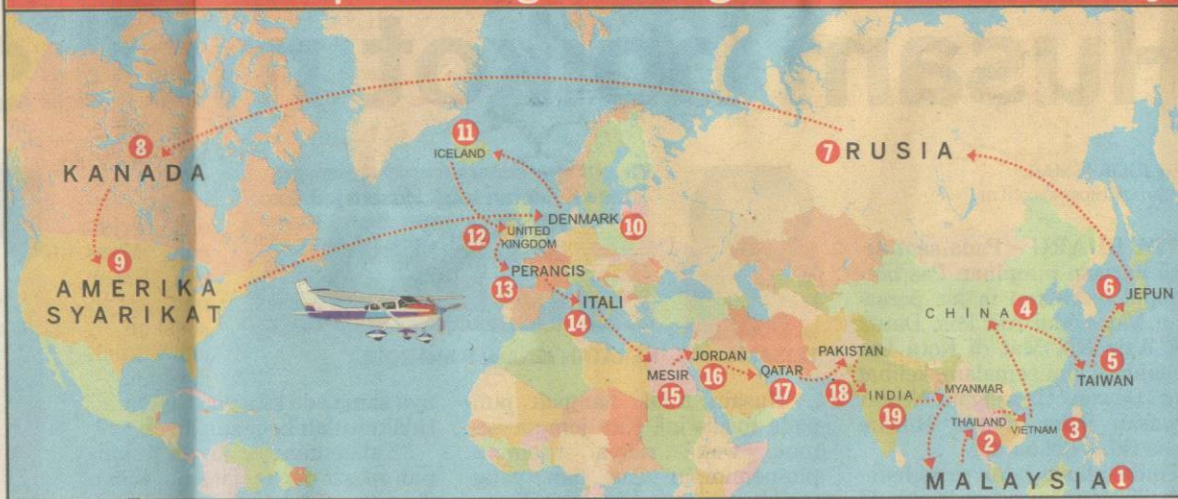 8
KANADA
9
AMERIKA
SYARIKAT
11
ICELAND
DENMARK
10
12
UNITED
KINGDOM
PERANCIS
13
ITALI
14
MESIR
15
JORDAN
16
QATAR
17
PAKISTAN
18
INDIA
19
MYANMAR
THAILAND
2
VIETNAM
3
MALAYSIA 1
7 RUSIA
CHINA 4
6
JEPUN
5
TAIWAN